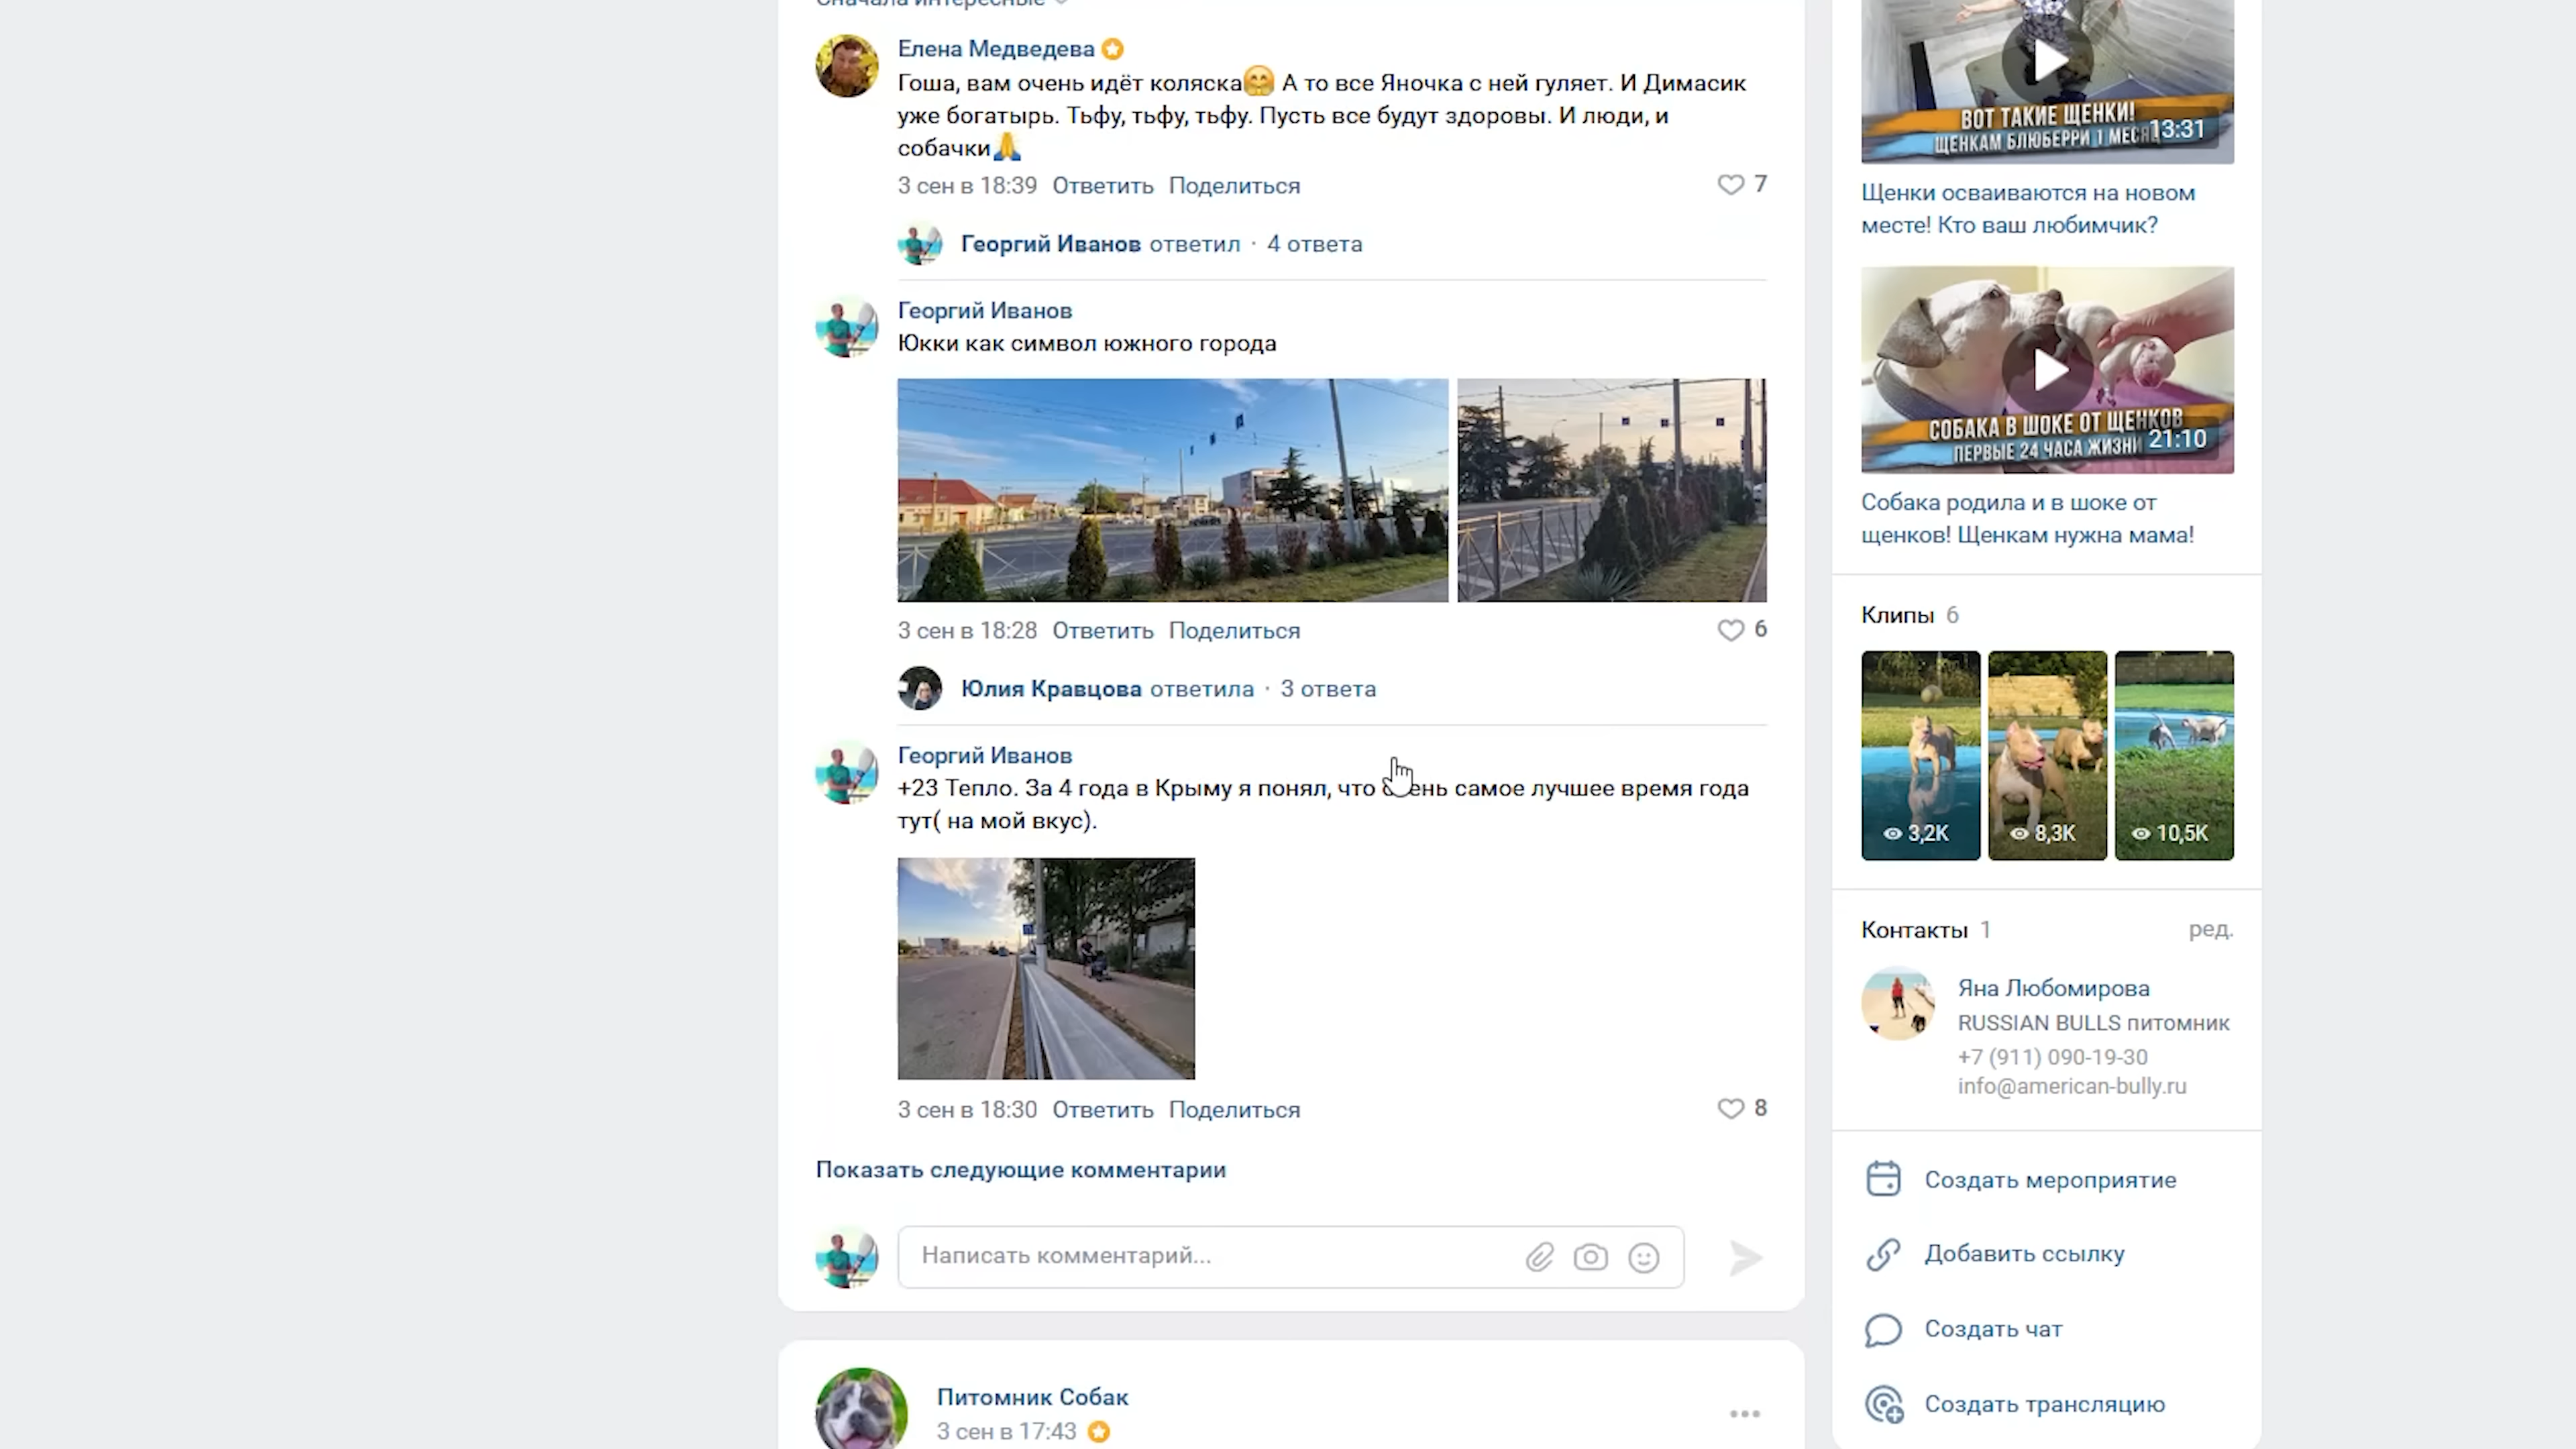 Сначала интересные
Елена Медведева
Гоша, вам очень идёт коляска🤗 А то все Яночка с ней гуляет. И Димасик
уже богатырь. Тьфу, тьфу, тьфу. Пусть все будут здоровы. И люди, и
собачки🙏
3 сен в 18:39 Ответить Поделиться
7
Георгий Иванов ответил · 4 ответа
Георгий Иванов
Юкки как символ южного города
3 сен в 18:28 Ответить Поделиться
6
Юлия Кравцова ответила · 3 ответа
Георгий Иванов
+23 Тепло. За 4 года в Крыму я понял, что осень самое лучшее время года
тут( на мой вкус).
3 сен в 18:30 Ответить Поделиться
8
Показать следующие комментарии
Написать комментарий...
Питомник Собак
3 сен в 17:43
ВОТ ТАКИЕ ЩЕНКИ!
ЩЕНКАМ БЛЮБЕРРИ 1 МЕСЯ
13:31
Щенки осваиваются на новом
месте! Кто ваш любимчик?
СОБАКА В ШОКЕ ОТ ЩЕНКОВ
ПЕРВЫЕ 24 ЧАСА ЖИЗНИ
21:10
Собака родила и в шоке от
щенков! Щенкам нужна мама!
Клипы 6
3,2K
8,3K
10,5K
Контакты 1
ред.
Яна Любомирова
RUSSIAN BULLS питомник
+7 (911) 090-19-30
info@american-bully.ru
Создать мероприятие
Добавить ссылку
Создать чат
Создать трансляцию